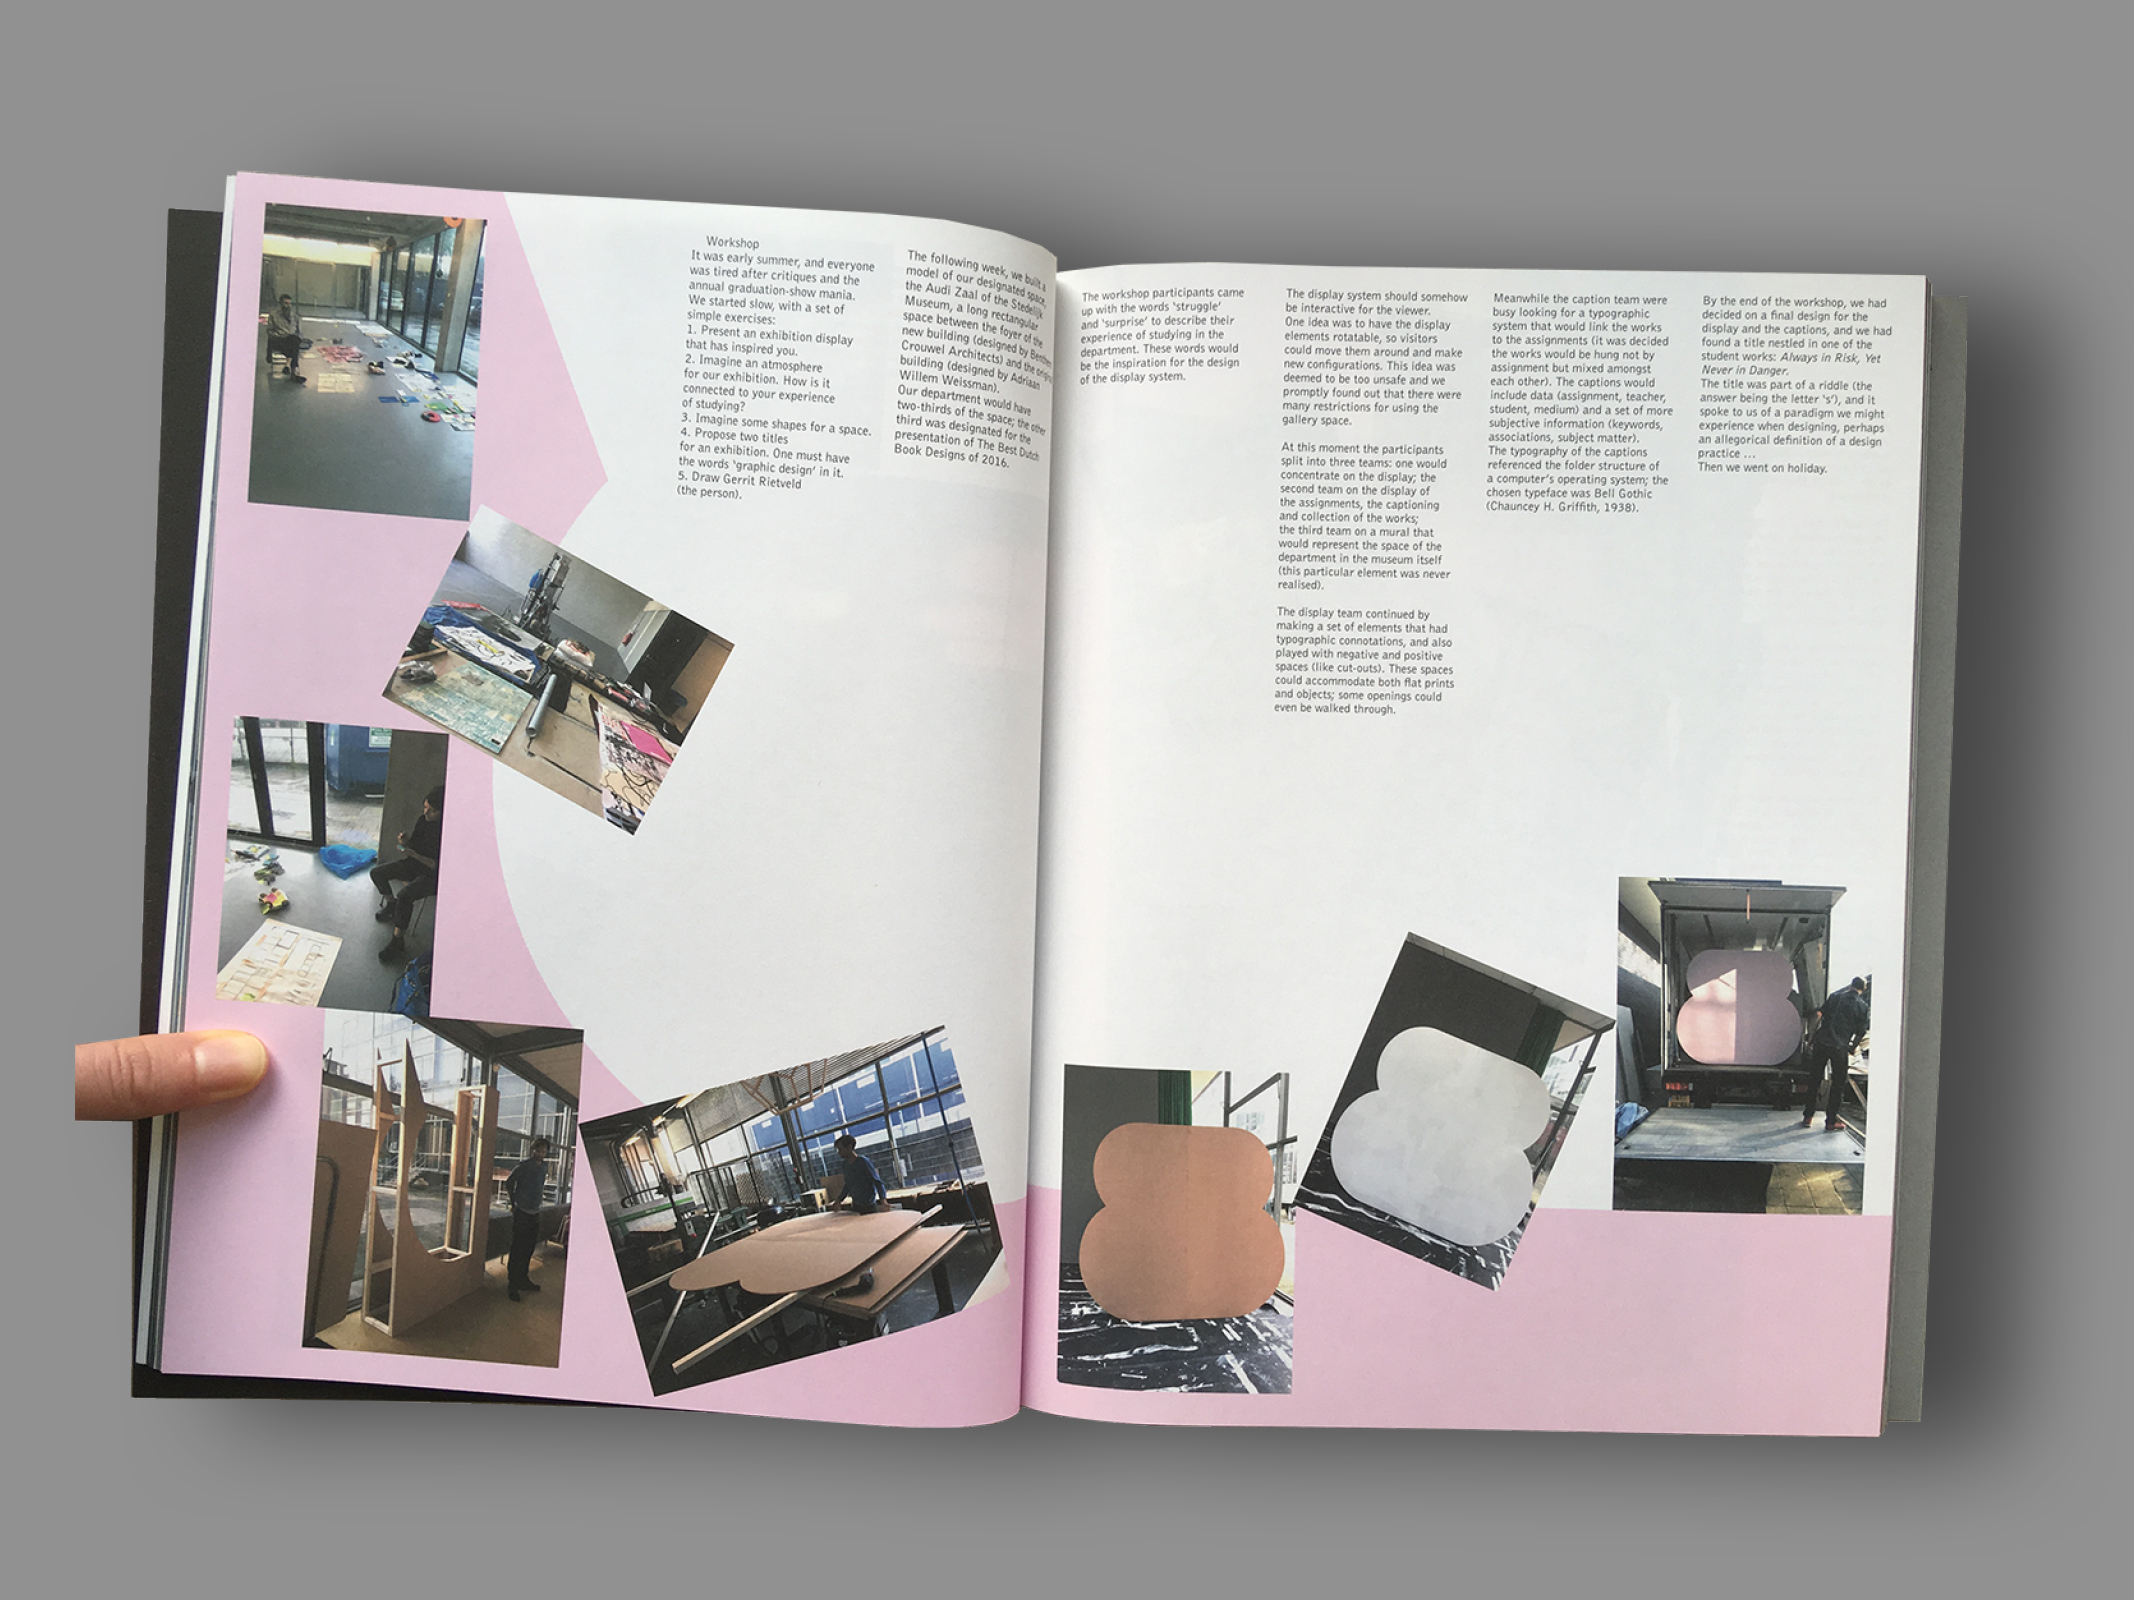 Workshop
It was early summer, and everyone
was tired after critiques and the
annual graduation-show mania.
We started slow, with a set of
simple exercises:
1. Present an exhibition display
that has inspired you.
2. Imagine an atmosphere
for our exhibition. How is it
connected to your experience
of studying?
3. Imagine some shapes for a space.
4. Propose two titles
for an exhibition. One must have
the words ‘graphic design’ in it.
5. Draw Gerrit Rietveld
(the person).
The following week, we built a
model of our designated space,
the Audi Zaal of the Stedelijk
Museum, a long rectangular
space between the foyer of the
new building (designed by Benthem
Crouwel Architects) and the original
building (designed by Adriaan
Willem Weissman).
Our department would have
two-thirds of the space; the other
third was designated for the
presentation of The Best Dutch
Book Designs of 2016.
The workshop participants came
up with the words ‘struggle’
and ‘surprise’ to describe their
experience of studying in the
department. These words would
be the inspiration for the design
of the display system.
The display system should somehow
be interactive for the viewer.
One idea was to have the display
elements rotatable, so visitors
could move them around and make
new configurations. This idea was
deemed to be too unsafe and we
promptly found out that there were
many restrictions for using the
gallery space.
At this moment the participants
split into three teams: one would
concentrate on the display; the
second team on the display of
the assignments, the captioning
and collection of the works;
the third team on a mural that
would represent the space of the
department in the museum itself
(this particular element was never
realised).
The display team continued by
making a set of elements that had
typographic connotations, and also
played with negative and positive
spaces (like cut-outs). These spaces
could accommodate both flat prints
and objects; some openings could
even be walked through.
Meanwhile the caption team were
busy looking for a typographic
system that would link the works
to the assignments (it was decided
the works would be hung not by
assignment but mixed amongst
each other). The captions would
include data (assignment, teacher,
student, medium) and a set of more
subjective information (keywords,
associations, subject matter).
The typography of the captions
referenced the folder structure of
a computer’s operating system; the
chosen typeface was Bell Gothic
(Chauncey H. Griffith, 1938).
By the end of the workshop, we had
decided on a final design for the
display and the captions, and we had
found a title nestled in one of the
student works: Always in Risk, Yet
Never in Danger.
The title was part of a riddle (the
answer being the letter ‘s’), and it
spoke to us of a paradigm we might
experience when designing, perhaps
an allegorical definition of a design
practice ...
Then we went on holiday.